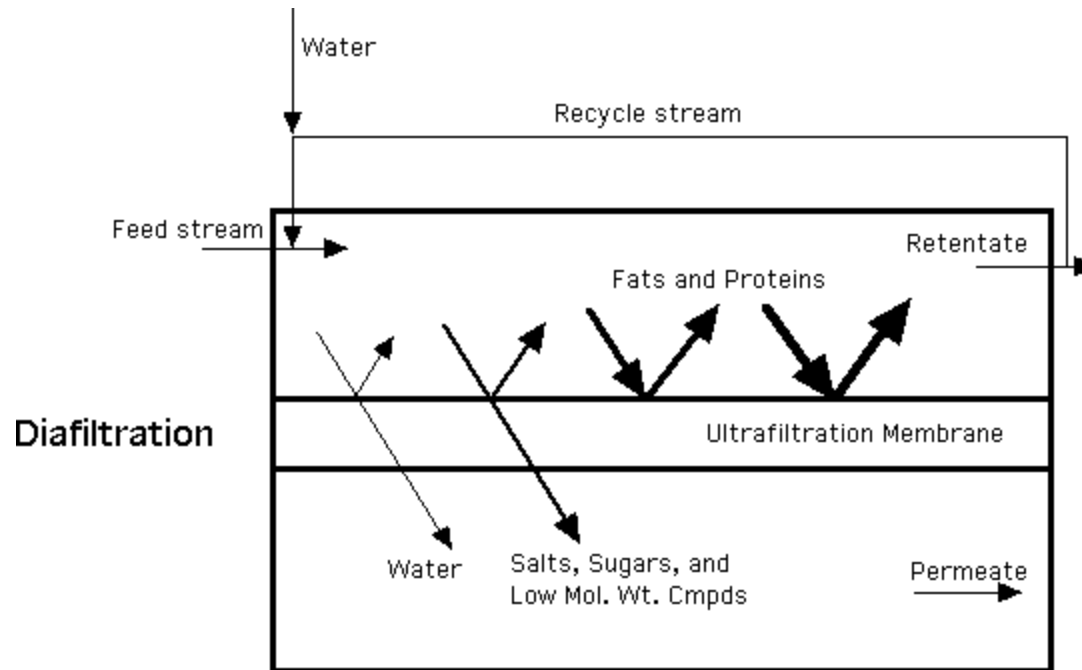 Water
Recycle stream
Feed stream
Retentate
Fats and Proteins
Diafiltration
Ultrafiltration Membrane
Water
Salts, Sugars, and
Low Mol. Wt. Cmpds
Permeate